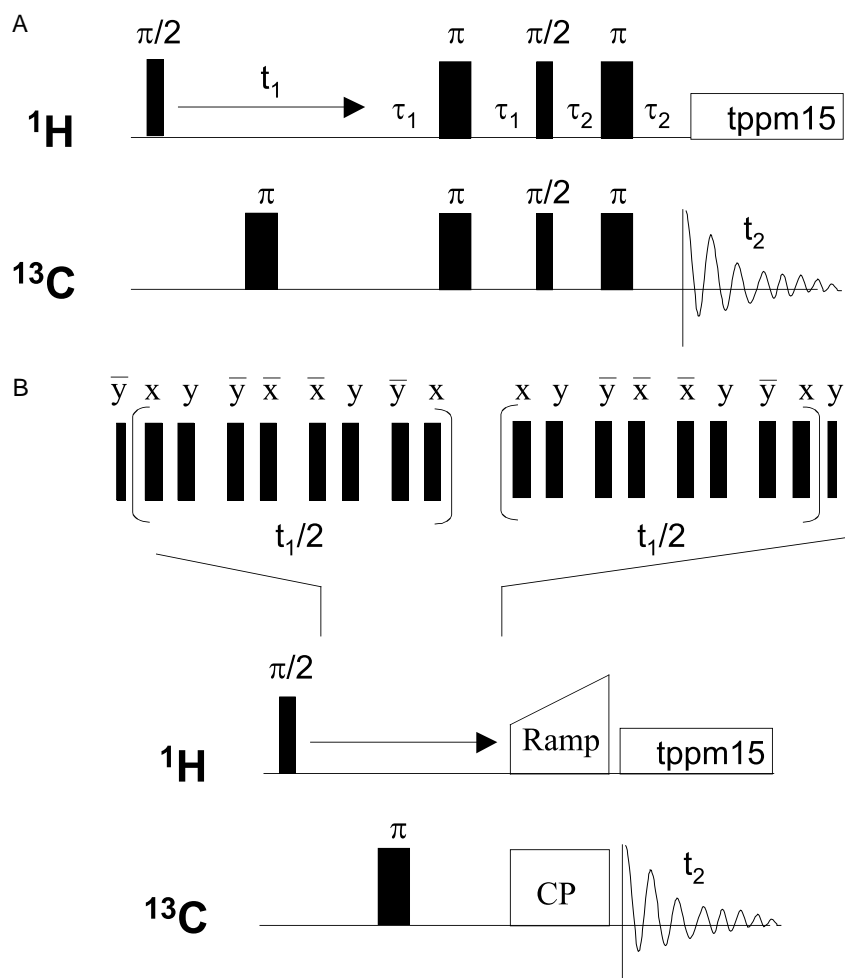 A
π/2 π π/2 π
t₁
τ₁ τ₁ τ₂ τ₂
¹H
tppm15
π π π/2 π
¹³C
t₂
B
y̅ x y y̅ x̅ x̅ y y̅ x x y y̅ x̅ x̅ y y̅ x y
t₁/2 t₁/2
π/2
¹H
Ramp
tppm15
π
¹³C
CP
t₂